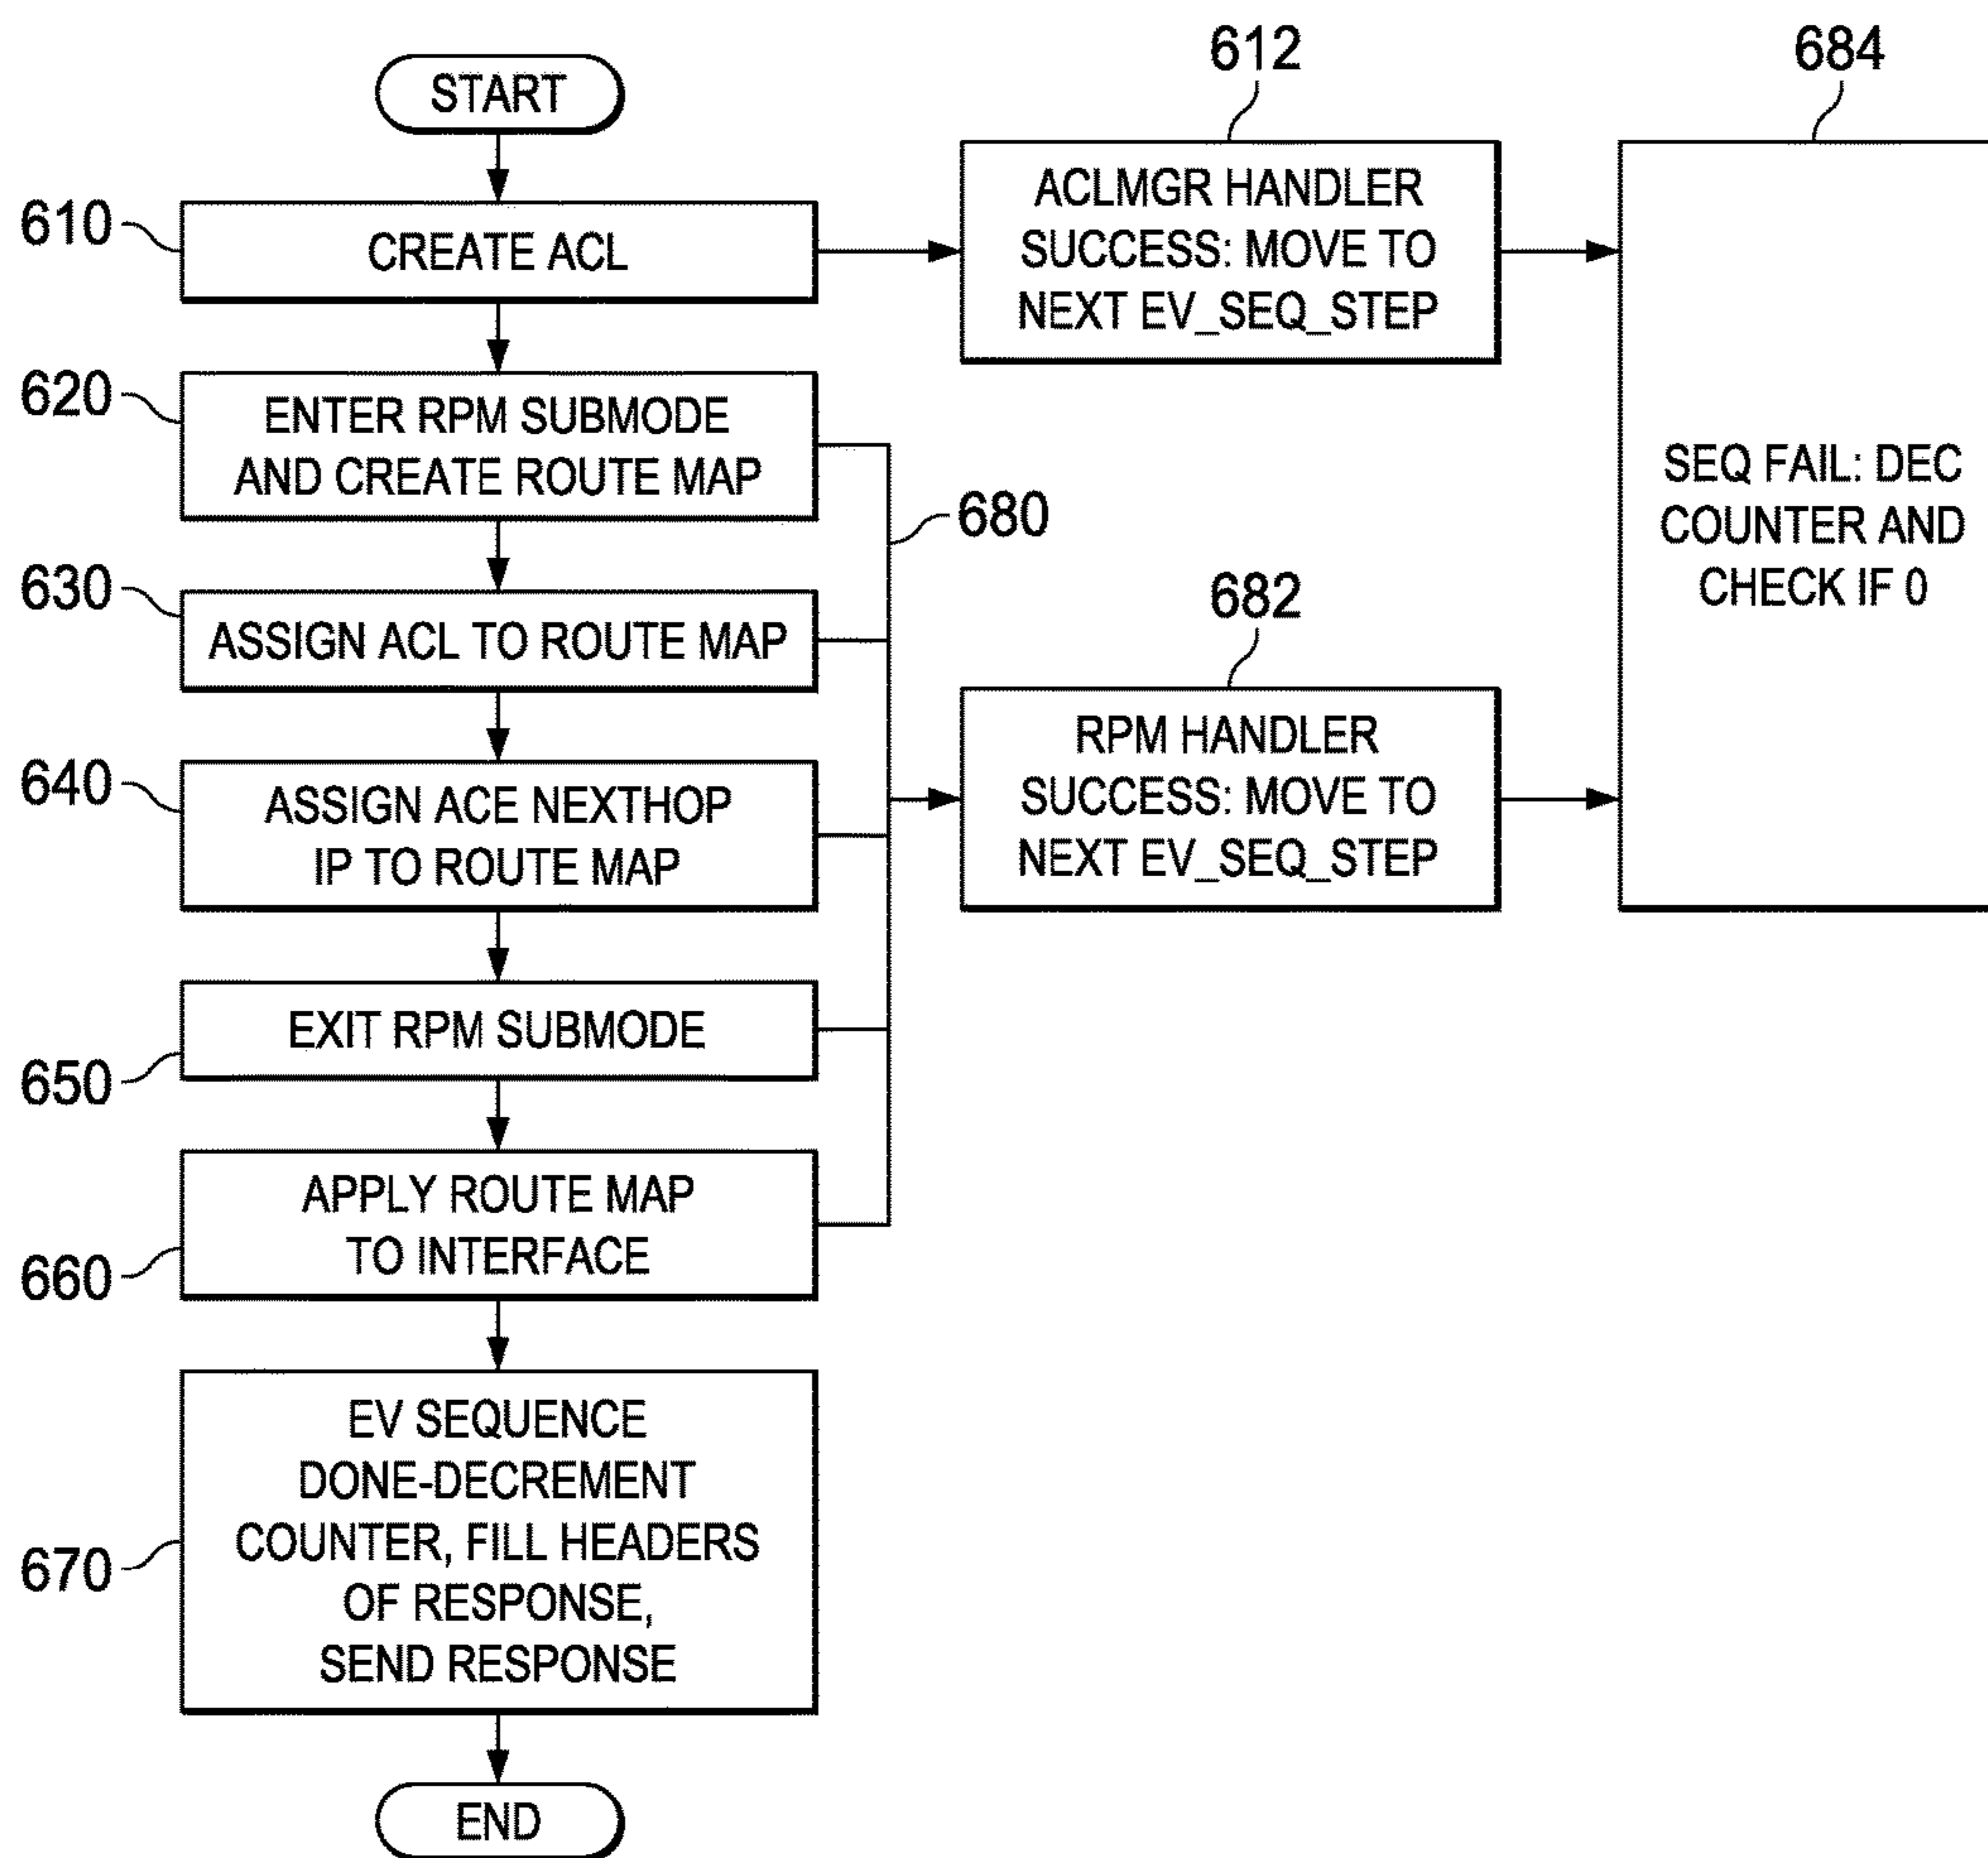 START
610
CREATE ACL
612
ACLMGR HANDLER
SUCCESS: MOVE TO
NEXT EV_SEQ_STEP
684
SEQ FAIL: DEC
COUNTER AND
CHECK IF 0
620
ENTER RPM SUBMODE
AND CREATE ROUTE MAP
680
630
ASSIGN ACL TO ROUTE MAP
682
RPM HANDLER
SUCCESS: MOVE TO
NEXT EV_SEQ_STEP
640
ASSIGN ACE NEXTHOP
IP TO ROUTE MAP
EXIT RPM SUBMODE
650
APPLY ROUTE MAP
TO INTERFACE
660
EV SEQUENCE
DONE-DECREMENT
COUNTER, FILL HEADERS
OF RESPONSE,
SEND RESPONSE
670
END